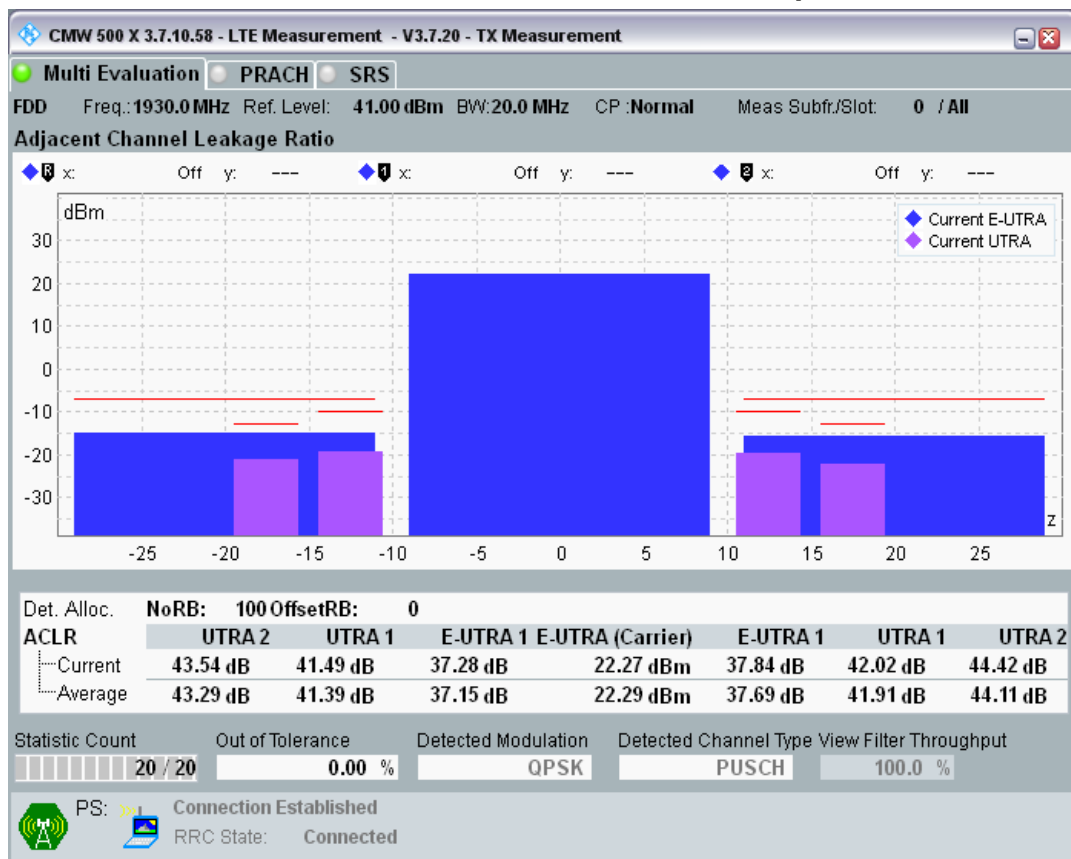 CMW 500 X 3.7.10.58 - LTE Measurement - V3.7.20 - TX Measurement
Multi Evaluation PRACH SRS
FDD Freq.:1930.0 MHz Ref. Level: 41.00 dBm BW:20.0 MHz CP :Normal Meas Subfr./Slot: 0 / All
Adjacent Channel Leakage Ratio
R x: Off y: --- 1 x: Off y: --- 2 x: Off y: ---
dBm
Current E-UTRA
Current UTRA
30
20
10
0
-10
-20
-30
z
-25 -20 -15 -10 -5 0 5 10 15 20 25
Det. Alloc. NoRB: 100 OffsetRB: 0
ACLR UTRA 2 UTRA 1 E-UTRA 1 E-UTRA (Carrier) E-UTRA 1 UTRA 1 UTRA 2
Current 43.54 dB 41.49 dB 37.28 dB 22.27 dBm 37.84 dB 42.02 dB 44.42 dB
Average 43.29 dB 41.39 dB 37.15 dB 22.29 dBm 37.69 dB 41.91 dB 44.11 dB
Statistic Count Out of Tolerance Detected Modulation Detected Channel Type View Filter Throughput
20 / 20 0.00 % QPSK PUSCH 100.0 %
PS: Connection Established
RRC State: Connected